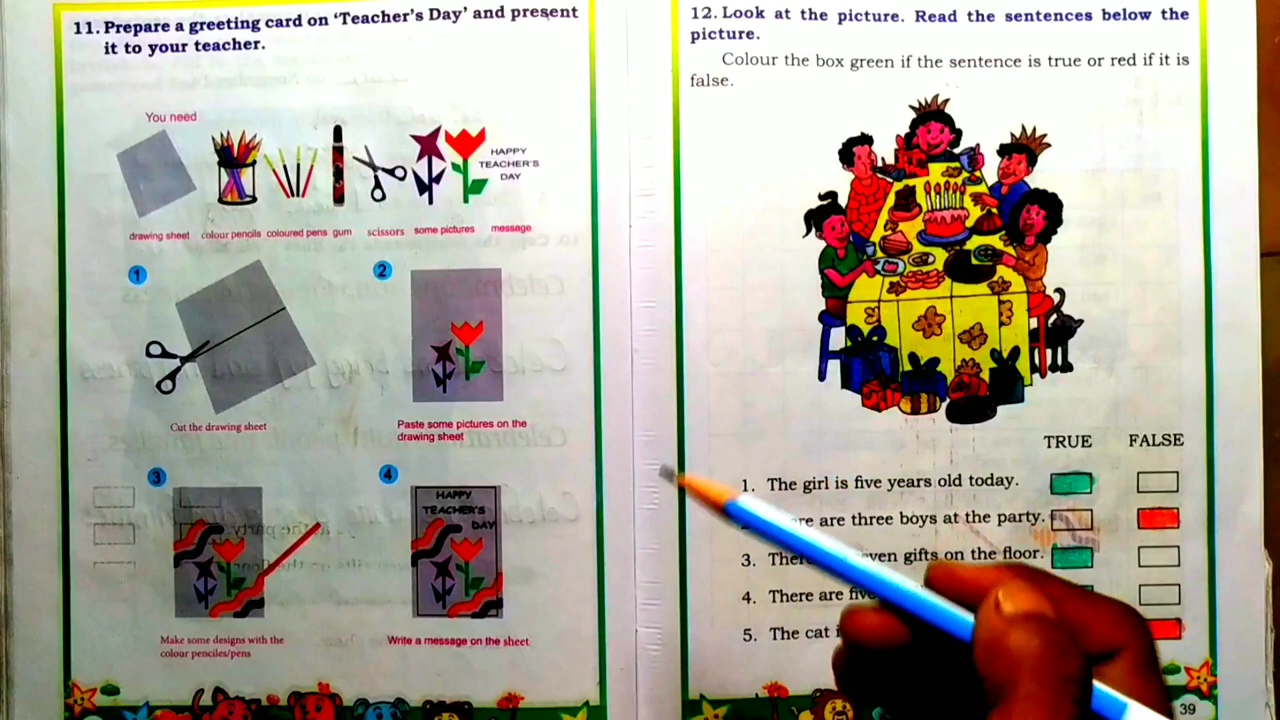 11. Prepare a greeting card on 'Teacher's Day' and present
it to your teacher.
You need
HAPPY
TEACHER'S
DAY
drawing sheet colour pencils coloured pens gum scissors some pictures message
1
2
Cut the drawing sheet
Paste some pictures on the
drawing sheet
3
4
HAPPY
TEACHER'S
DAY
Make some designs with the
colour penciles/pens
Write a message on the sheet
12. Look at the picture. Read the sentences below the
picture.
Colour the box green if the sentence is true or red if it is
false.
TRUE FALSE
1. The girl is five years old today.
are three boys at the party.
3. gifts on the floor.
4. There are
5. The cat
39